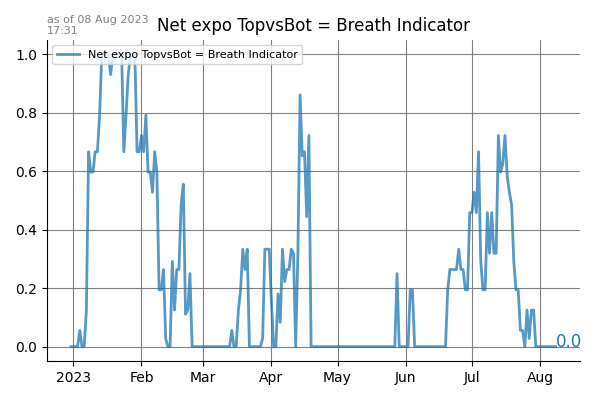 as of 08 Aug 2023
17:31
Net expo TopvsBot = Breath Indicator
Net expo TopvsBot = Breath Indicator
1.0
0.8
0.6
0.4
0.2
0.0
0.0
2023 Feb Mar Apr May Jun Jul Aug